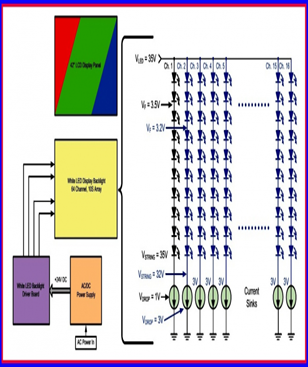 42" LCD Display Panel
V LED = 35V
Ch. 1 Ch. 2 Ch. 3 Ch. 4 Ch. 5 Ch. 15 Ch. 16
VF = 3.5V
VF = 3.2V
White LED Display Backlight
64 Channel, 10S Array
VSTRING = 35V
VSTRING = 32V
VDROP = 1V
VDROP = 3V
3V 3V 3V 3V 3V 3V
Current
Sinks
White LED Backlight
Driver Board
+24V DC
AC/DC
Power Supply
AC Power In